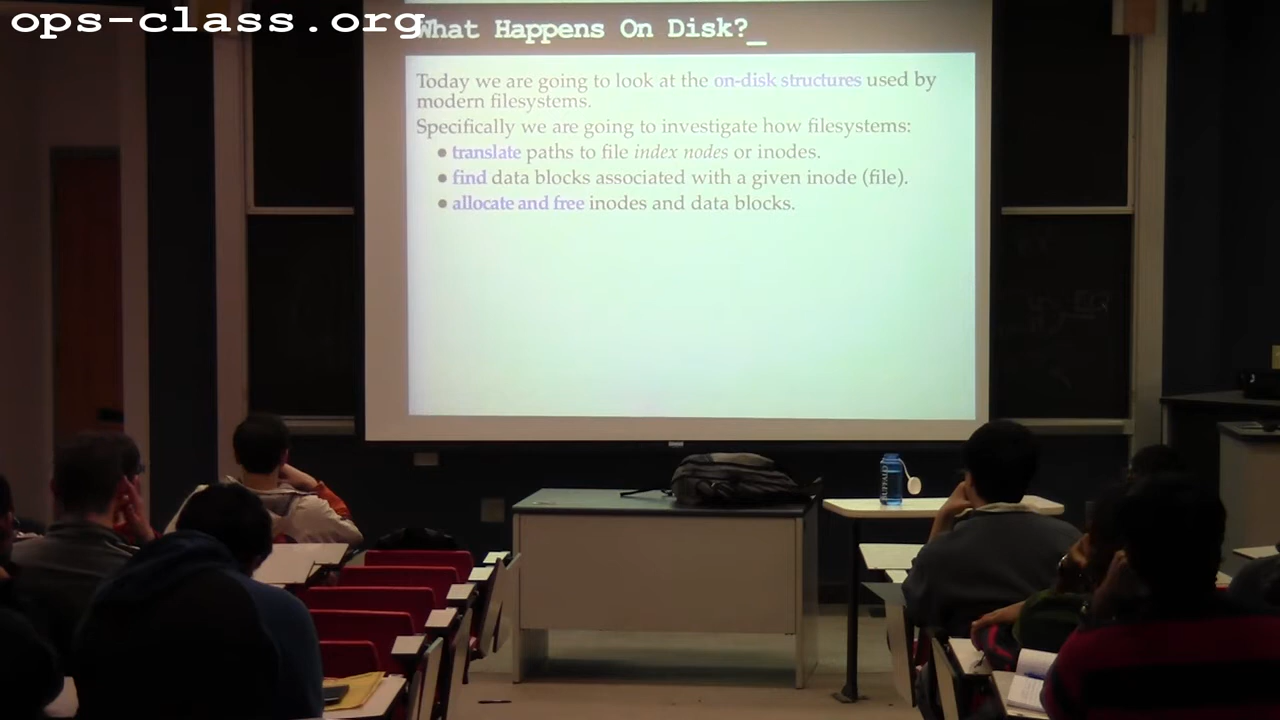 ops-class.org
What Happens On Disk?_
Today we are going to look at the on-disk structures used by
modern filesystems.
Specifically we are going to investigate how filesystems:
● translate paths to file index nodes or inodes.
● find data blocks associated with a given inode (file).
● allocate and free inodes and data blocks.
BUFFALO